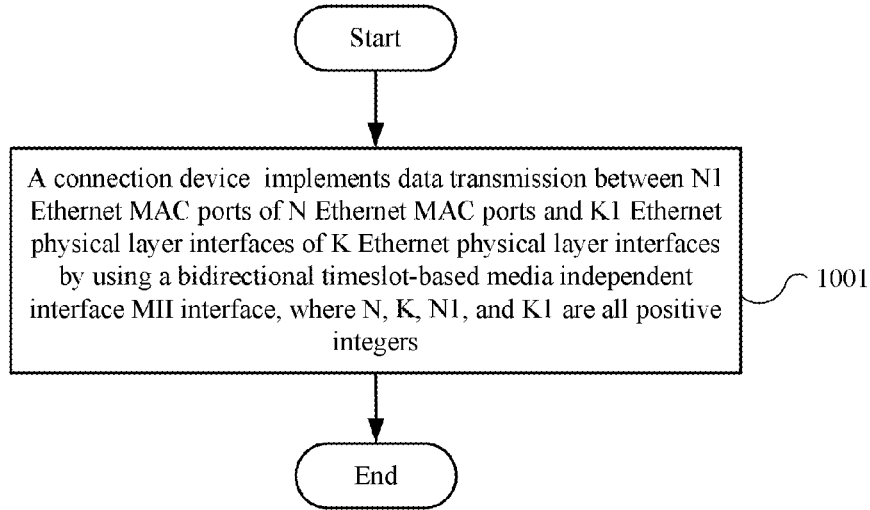 Start
A connection device implements data transmission between N1
Ethernet MAC ports of N Ethernet MAC ports and K1 Ethernet
physical layer interfaces of K Ethernet physical layer interfaces
by using a bidirectional timeslot-based media independent
interface MII interface, where N, K, N1, and K1 are all positive
integers
1001
End